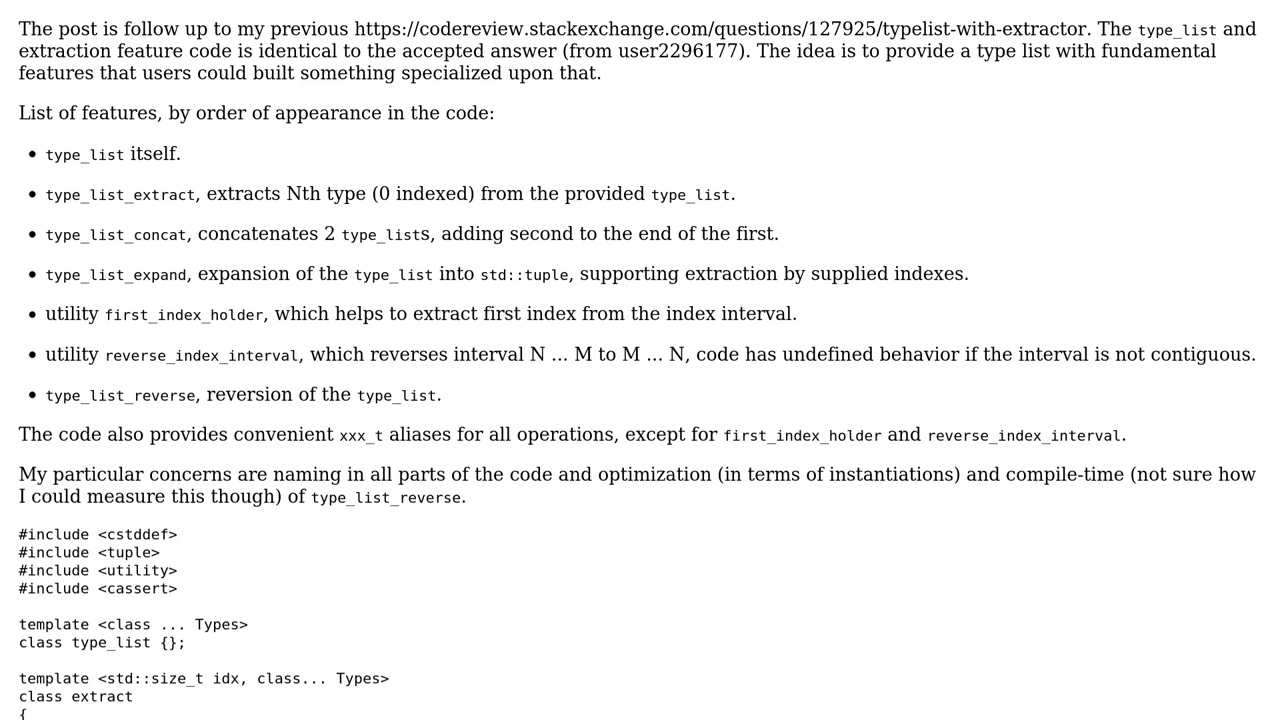 The post is follow up to my previous https://codereview.stackexchange.com/questions/127925/typelist-with-extractor. The type_list and
extraction feature code is identical to the accepted answer (from user2296177). The idea is to provide a type list with fundamental
features that users could built something specialized upon that.
List of features, by order of appearance in the code:
• type_list itself.
• type_list_extract, extracts Nth type (0 indexed) from the provided type_list.
• type_list_concat, concatenates 2 type_lists, adding second to the end of the first.
• type_list_expand, expansion of the type_list into std::tuple, supporting extraction by supplied indexes.
• utility first_index_holder, which helps to extract first index from the index interval.
• utility reverse_index_interval, which reverses interval N ... M to M ... N, code has undefined behavior if the interval is not contiguous.
• type_list_reverse, reversion of the type_list.
The code also provides convenient xxx_t aliases for all operations, except for first_index_holder and reverse_index_interval.
My particular concerns are naming in all parts of the code and optimization (in terms of instantiations) and compile-time (not sure how
I could measure this though) of type_list_reverse.
#include <cstddef>
#include <tuple>
#include <utility>
#include <cassert>
template <class ... Types>
class type_list {};
template <std::size_t idx, class... Types>
class extract
{